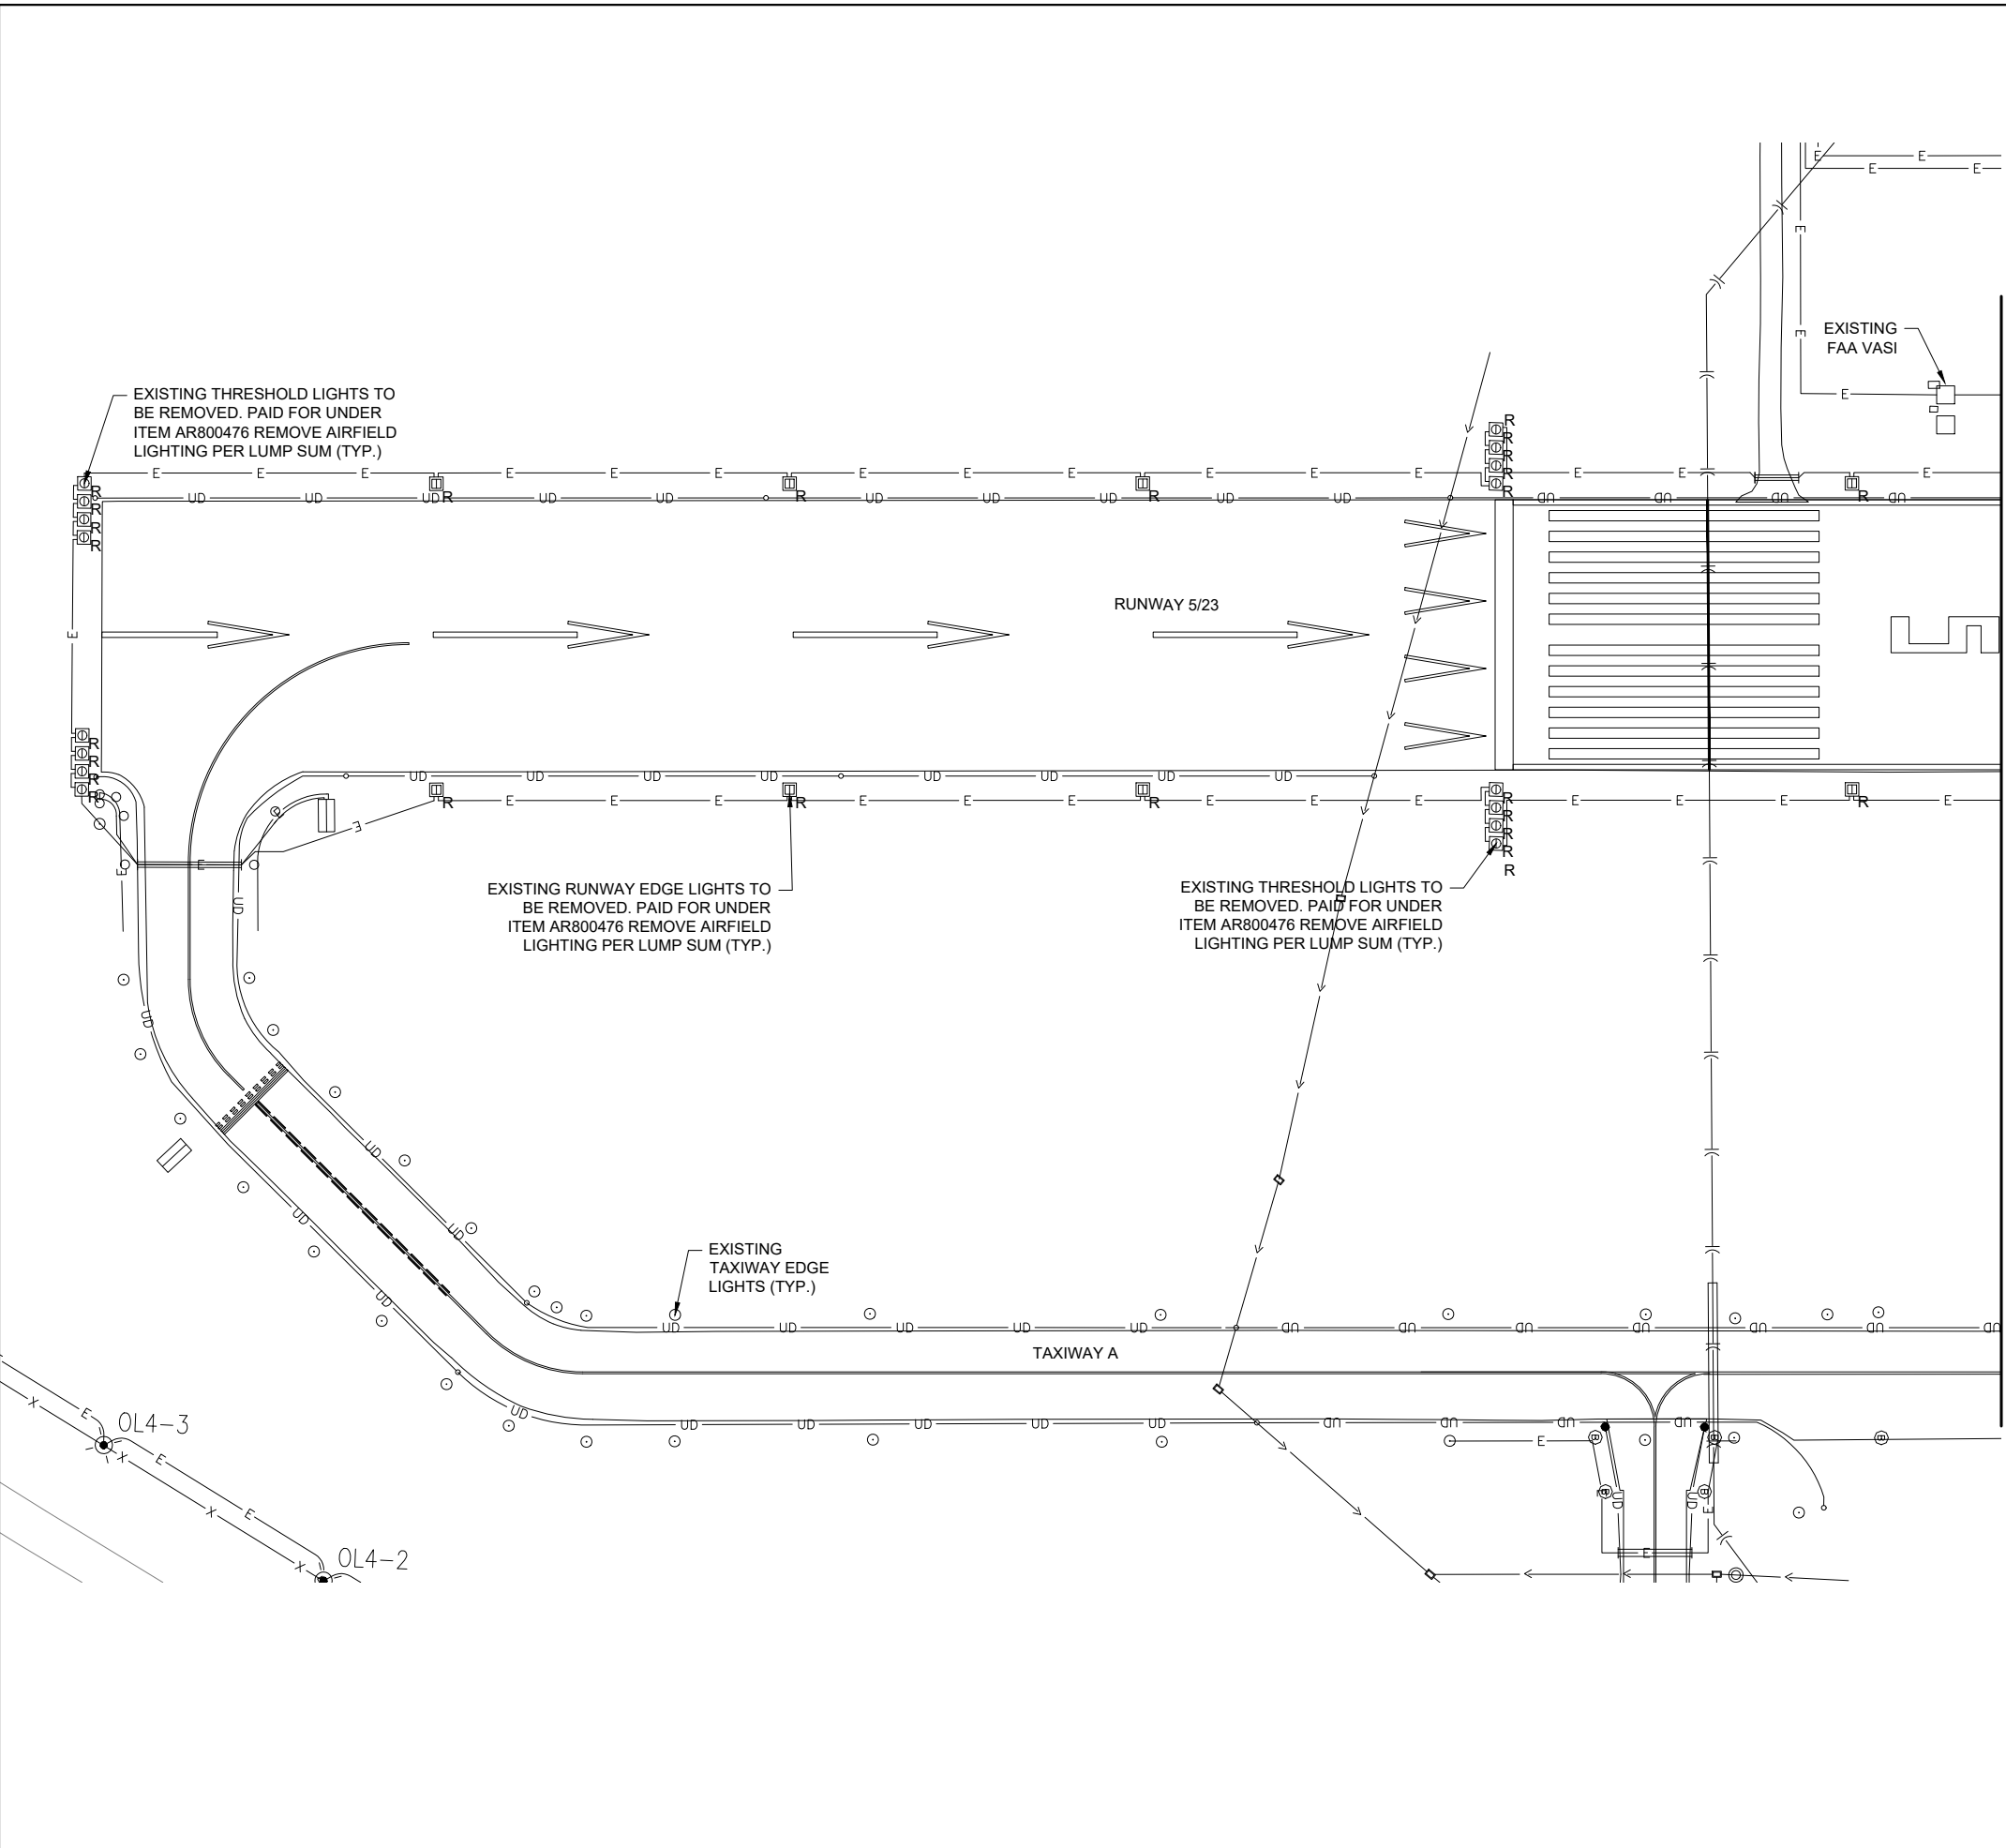 EXISTING
FAA VASI
EXISTING THRESHOLD LIGHTS TO
BE REMOVED. PAID FOR UNDER
ITEM AR800476 REMOVE AIRFIELD
LIGHTING PER LUMP SUM (TYP.)
RUNWAY 5/23
EXISTING RUNWAY EDGE LIGHTS TO
BE REMOVED. PAID FOR UNDER
ITEM AR800476 REMOVE AIRFIELD
LIGHTING PER LUMP SUM (TYP.)
EXISTING THRESHOLD LIGHTS TO
BE REMOVED. PAID FOR UNDER
ITEM AR800476 REMOVE AIRFIELD
LIGHTING PER LUMP SUM (TYP.)
EXISTING
TAXIWAY EDGE
LIGHTS (TYP.)
TAXIWAY A
OL4-3
OL4-2